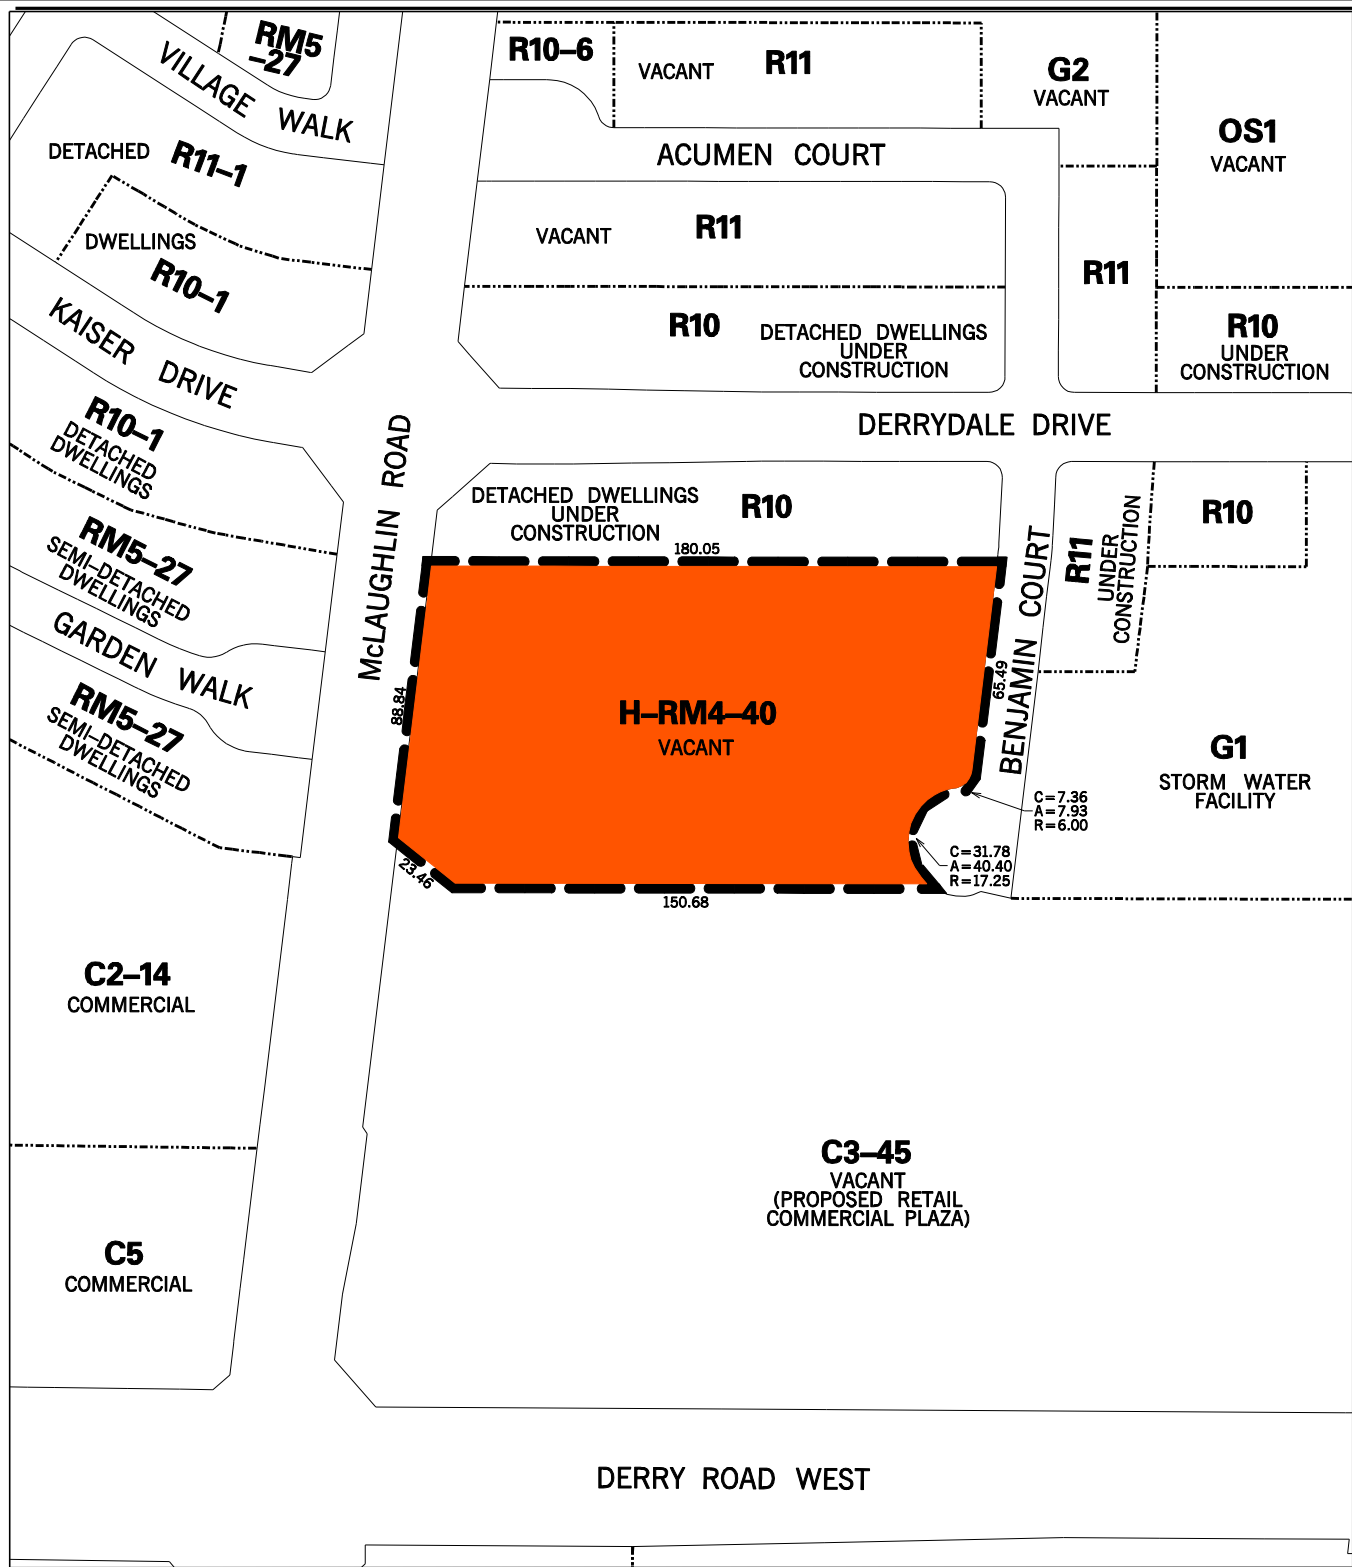 RM5
–27
VILLAGE WALK
R10–6
VACANT R11
G2
VACANT
OS1
VACANT
DETACHED R11–1
ACUMEN COURT
DWELLINGS
R10–1
VACANT R11
R11
KAISER DRIVE
R10
DETACHED DWELLINGS
UNDER
CONSTRUCTION
R10
UNDER
CONSTRUCTION
R10–1
DETACHED
DWELLINGS
McLAUGHLIN ROAD
DERRYDALE DRIVE
DETACHED DWELLINGS
UNDER
CONSTRUCTION
R10
R11
UNDER
CONSTRUCTION
R10
RM5–27
SEMI–DETACHED
DWELLINGS
180.05
BENJAMIN COURT
GARDEN WALK
88.84
65.49
H–RM4–40
VACANT
RM5–27
SEMI–DETACHED
DWELLINGS
G1
STORM WATER
FACILITY
C=7.36
A=7.93
R=6.00
C=31.78
A=40.40
R=17.25
23.46
150.68
C2–14
COMMERCIAL
C3–45
VACANT
(PROPOSED RETAIL
COMMERCIAL PLAZA)
C5
COMMERCIAL
DERRY ROAD WEST